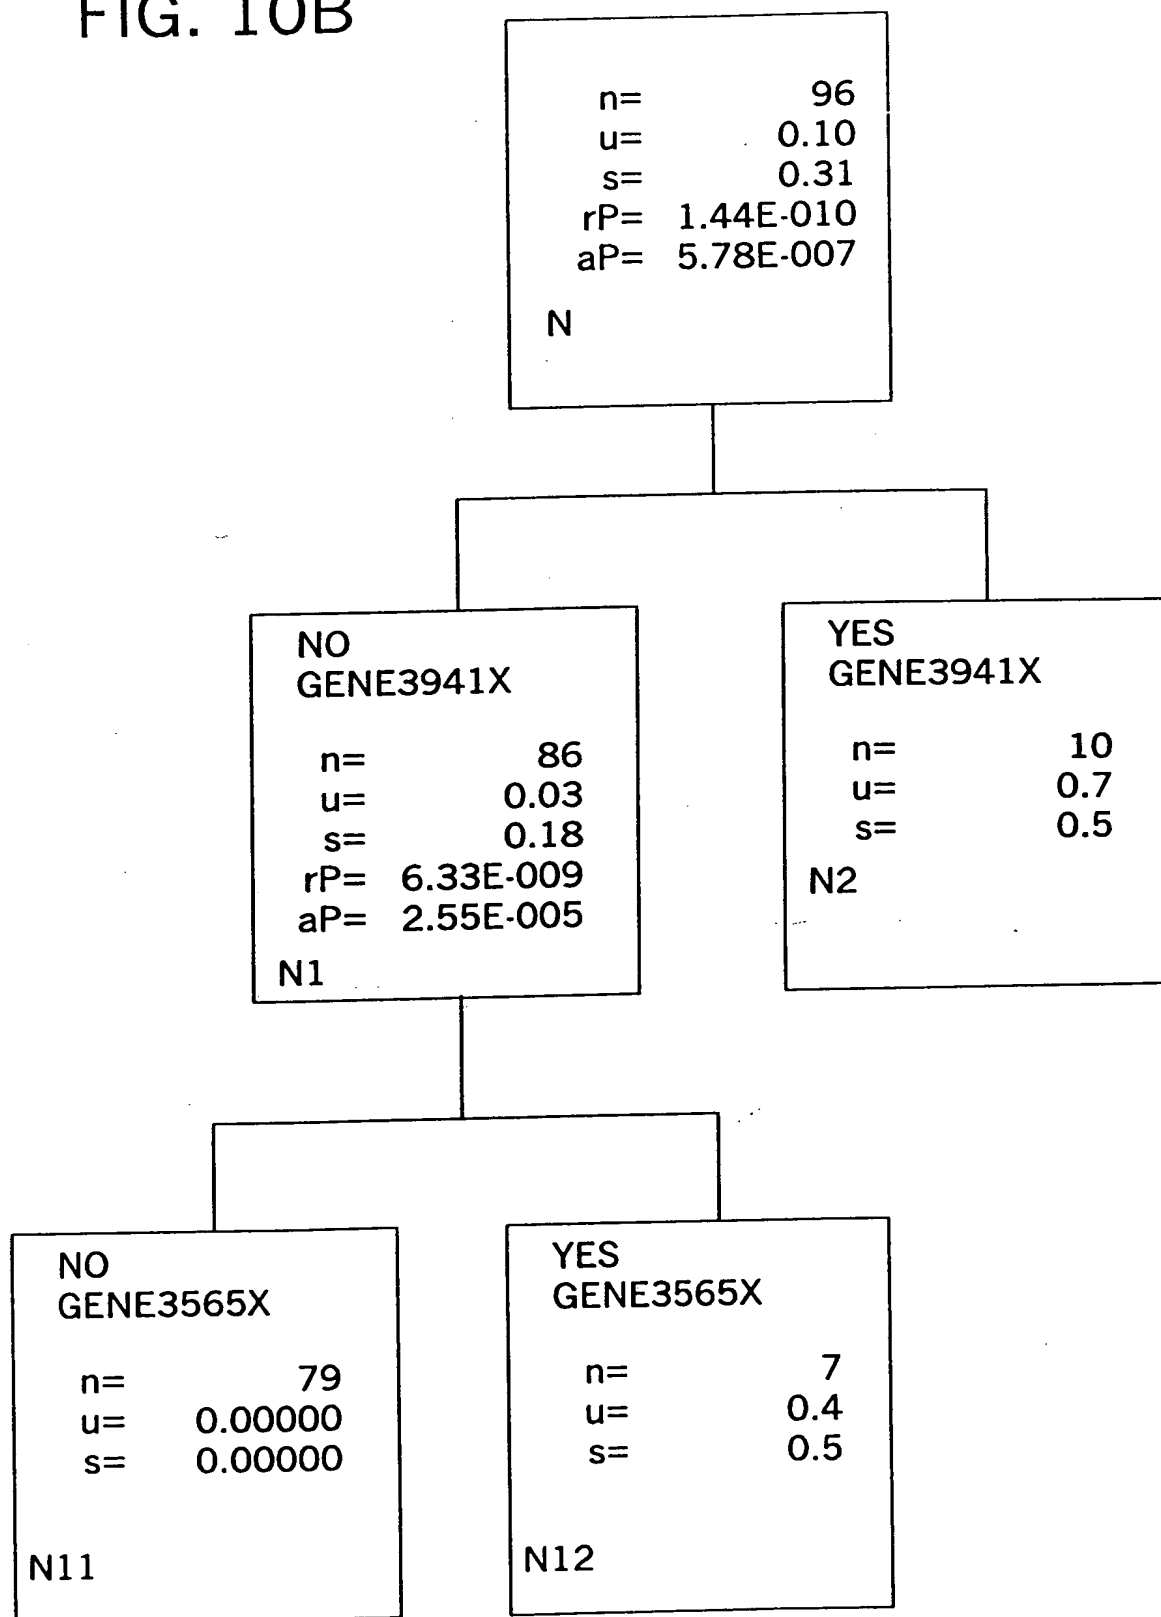 FIG. 10B
n= 96
u= 0.10
s= 0.31
rP= 1.44E-010
aP= 5.78E-007
N
NO
GENE3941X
n= 86
u= 0.03
s= 0.18
rP= 6.33E-009
aP= 2.55E-005
N1
YES
GENE3941X
n= 10
u= 0.7
s= 0.5
N2
NO
GENE3565X
n= 79
u= 0.00000
s= 0.00000
N11
YES
GENE3565X
n= 7
u= 0.4
s= 0.5
N12